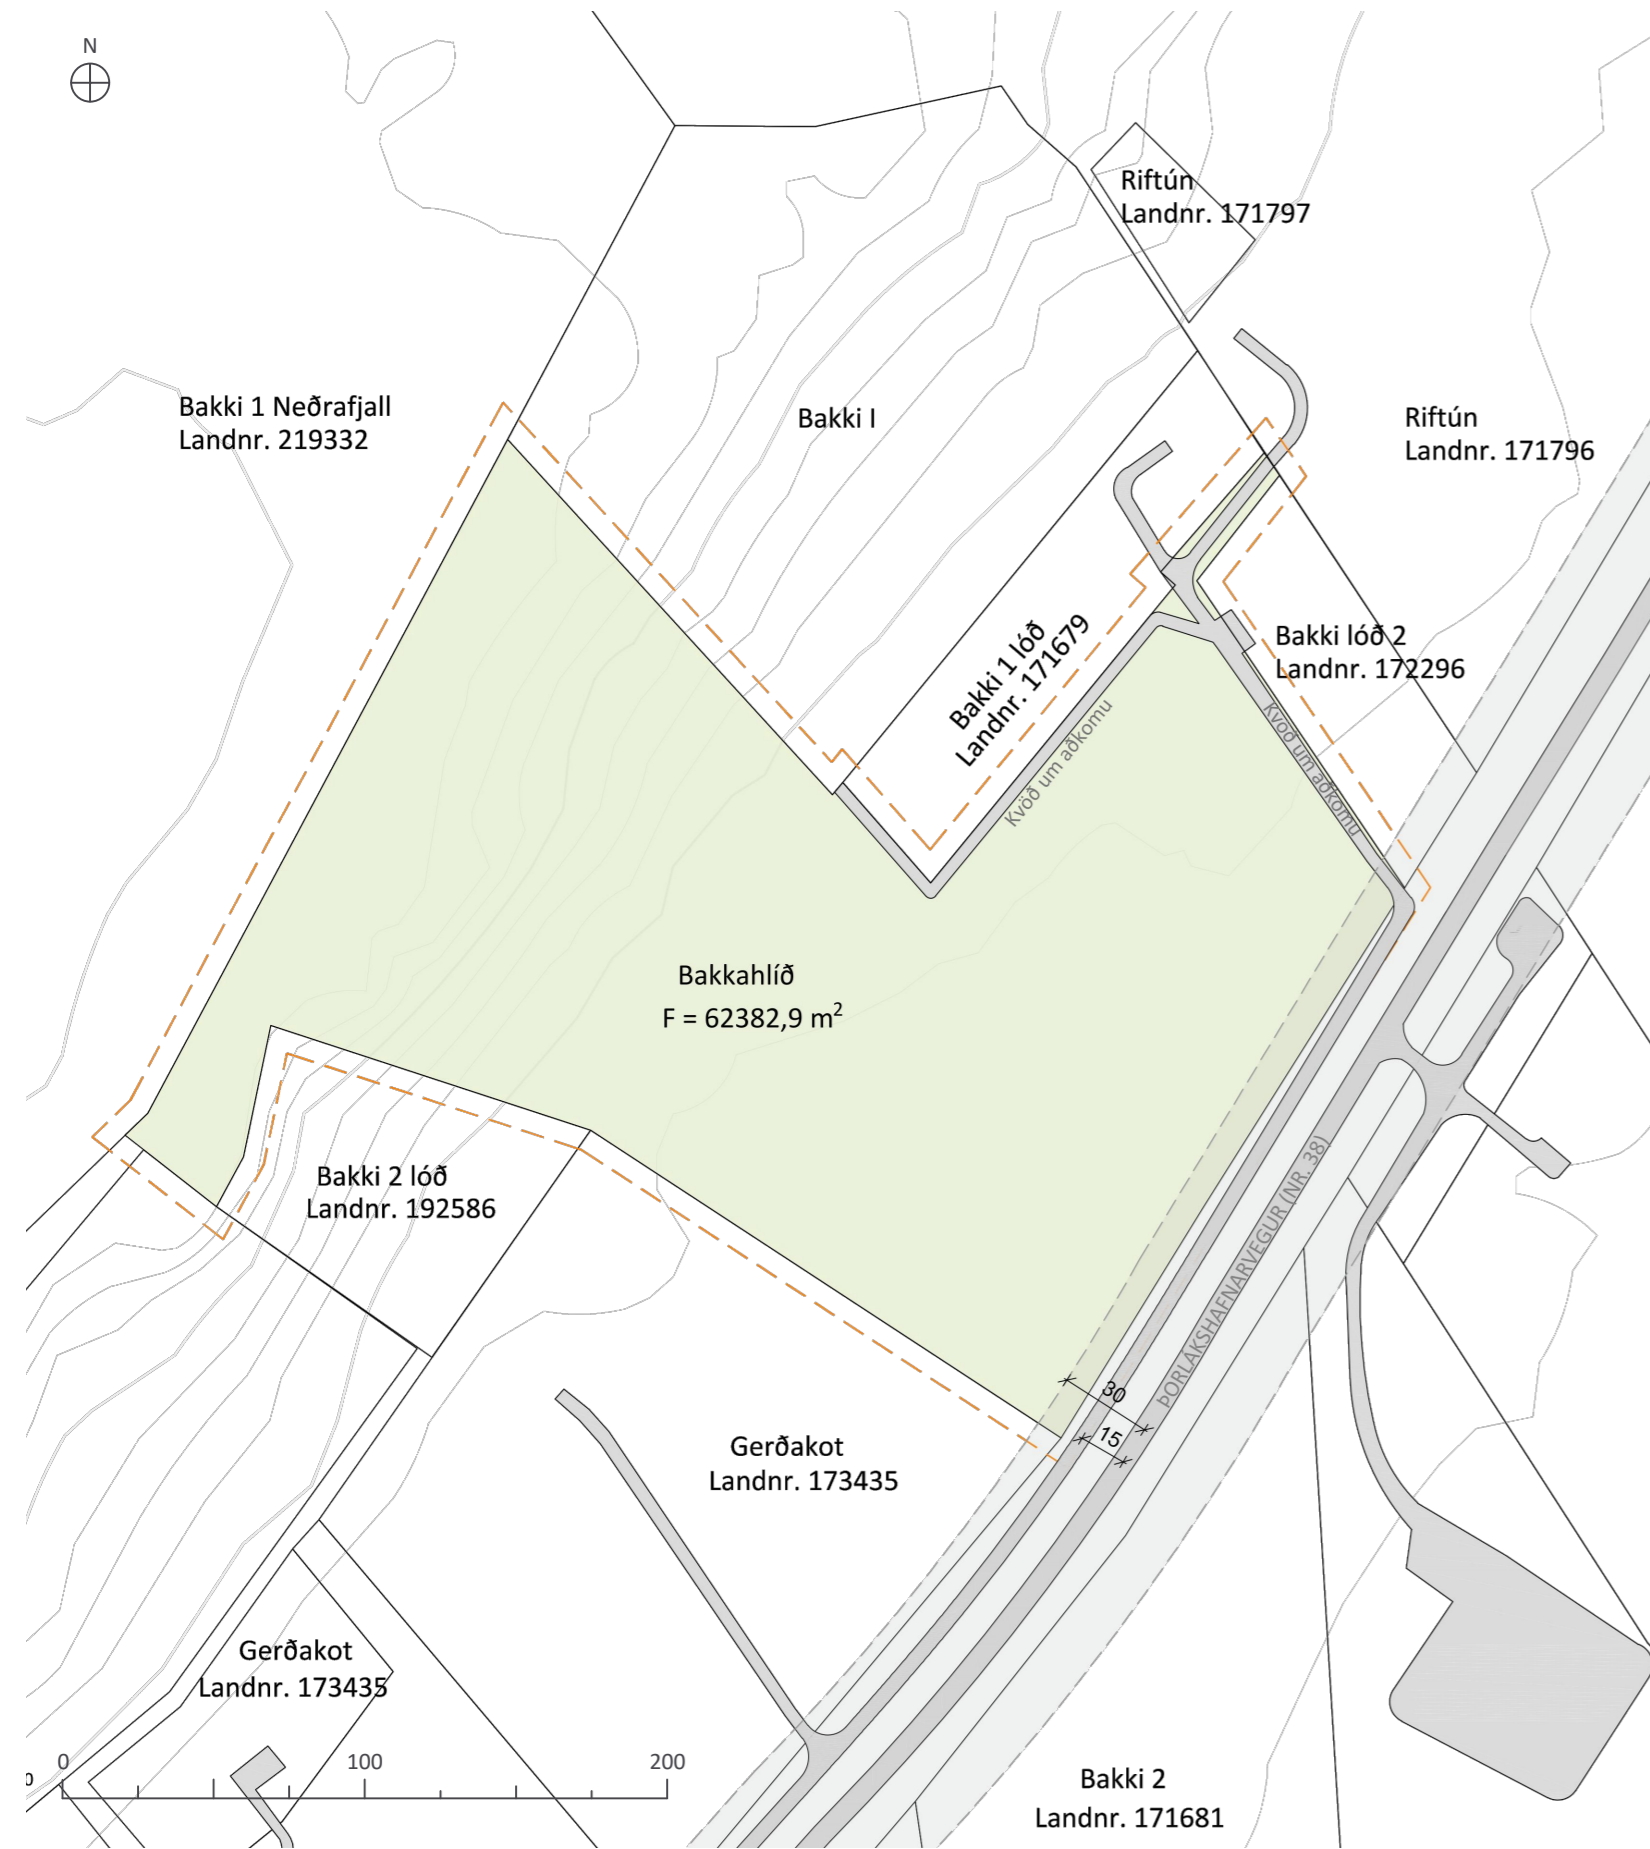 N
Riftún
Landnr. 171797
Bakki 1 Neðrafjall
Landnr. 219332
Bakki I
Riftún
Landnr. 171796
Bakki 1 lóð
Landnr. 171679
Bakki lóð 2
Landnr. 172296
Kvöð um aðkomu
Kvöð um aðkomu
Bakkahlíð
F = 62382,9 m²
Bakki 2 lóð
Landnr. 192586
ÞORLÁKSHAFNARVEGUR (NR. 38)
30
15
Gerðakot
Landnr. 173435
Gerðakot
Landnr. 173435
0
100
200
0
Bakki 2
Landnr. 171681